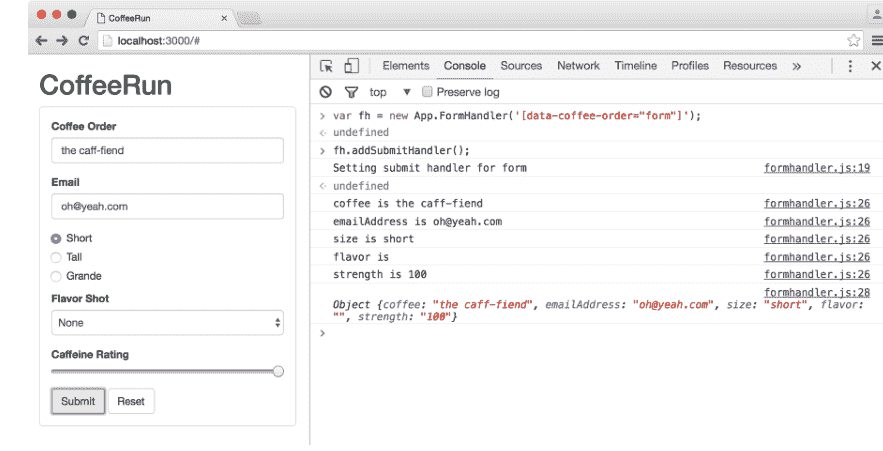 CoffeeRun
localhost:3000/#
CoffeeRun
Coffee Order
the caff-fiend
Email
oh@yeah.com
Short
Tall
Grande
Flavor Shot
None
Caffeine Rating
Submit Reset
Elements Console Sources Network Timeline Profiles Resources »
top ▼ Preserve log
> var fh = new App.FormHandler('[data-coffee-order="form"]');
< undefined
> fh.addSubmitHandler();
Setting submit handler for form formhandler.js:19
< undefined
coffee is the caff-fiend formhandler.js:26
emailAddress is oh@yeah.com formhandler.js:26
size is short formhandler.js:26
flavor is formhandler.js:26
strength is 100 formhandler.js:26
formhandler.js:28
Object {coffee: "the caff-fiend", emailAddress: "oh@yeah.com", size: "short", flavor:
"", strength: "100"}
>